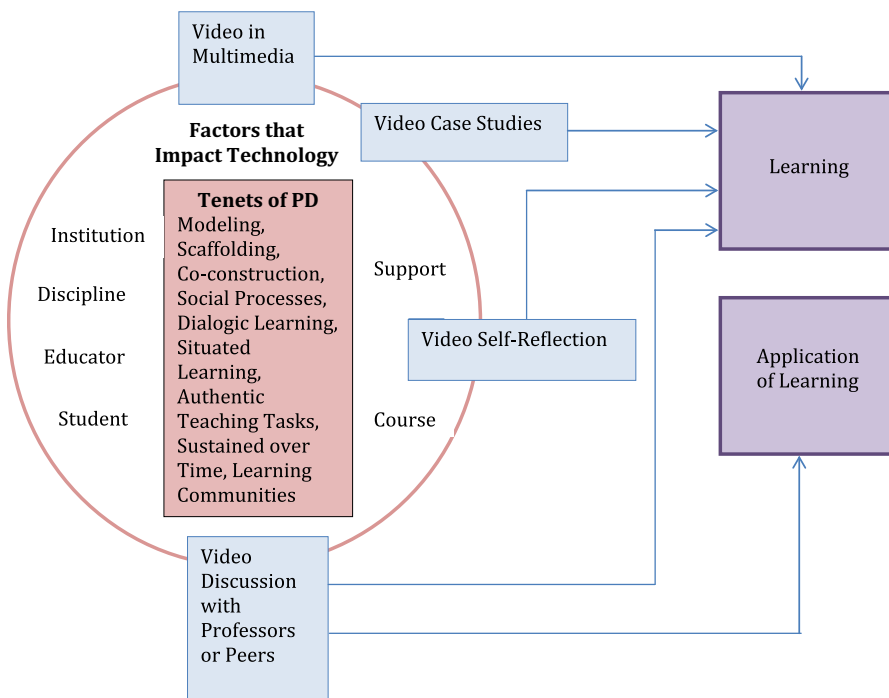 Video in
Multimedia
Video Case Studies
Factors that
Impact Technology
Tenets of PD
Modeling,
Scaffolding,
Co-construction,
Social Processes,
Dialogic Learning,
Situated
Learning,
Authentic
Teaching Tasks,
Sustained over
Time, Learning
Communities
Institution
Discipline
Educator
Student
Support
Video Self-Reflection
Course
Video
Discussion
with
Professors
or Peers
Learning
Application
of Learning